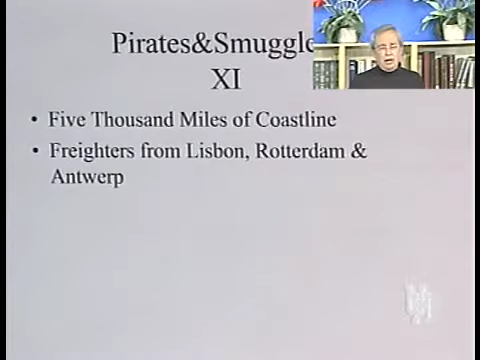 Pirates&Smuggle
XI
• Five Thousand Miles of Coastline
• Freighters from Lisbon, Rotterdam &
Antwerp